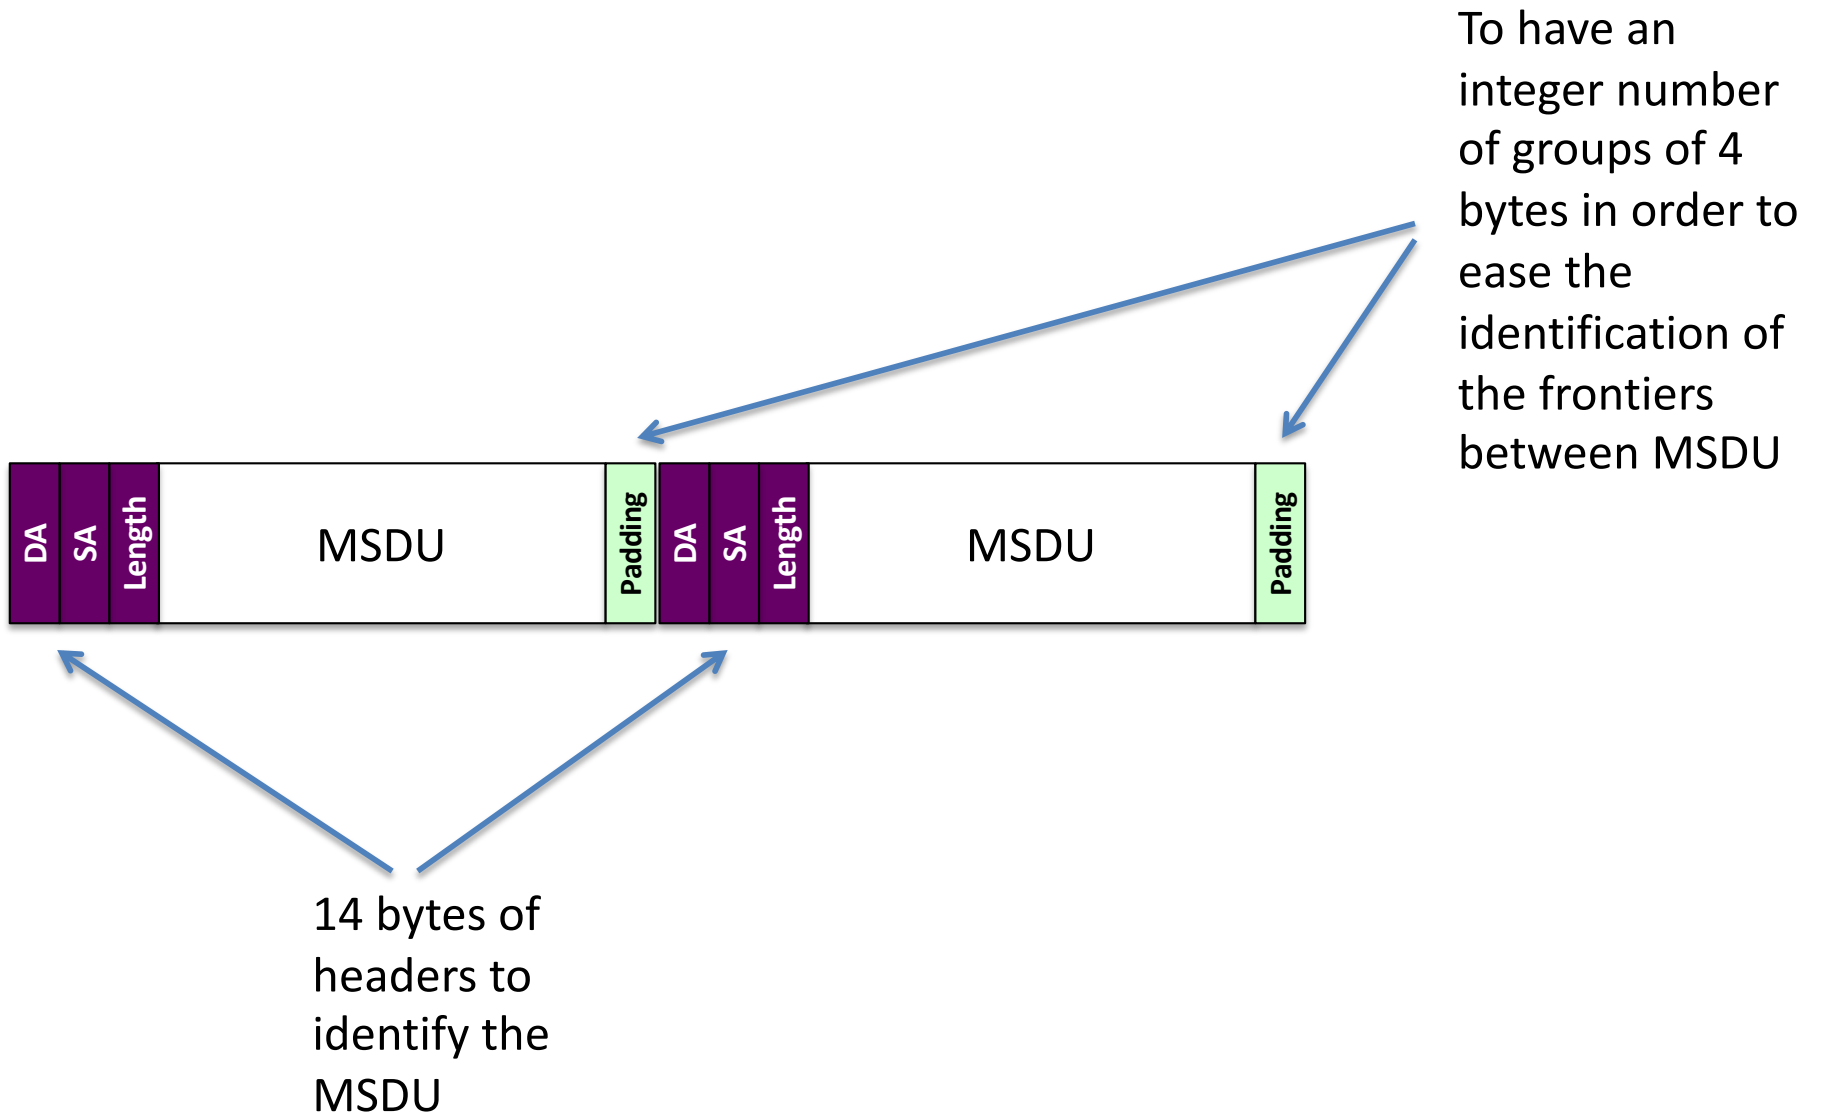 To have an
integer number
of groups of 4
bytes in order to
ease the
identification of
the frontiers
between MSDU
DA
SA
Length
MSDU
Padding
DA
SA
Length
MSDU
Padding
14 bytes of
headers to
identify the
MSDU